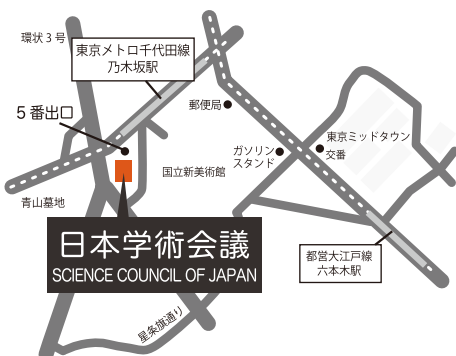 環状3号
東京メトロ千代田線
乃木坂駅
郵便局
5番出口
ガソリン
スタンド
東京ミッドタウン
交番
国立新美術館
青山墓地
日本学術会議
SCIENCE COUNCIL OF JAPAN
都営大江戸線
六本木駅
星条旗通り